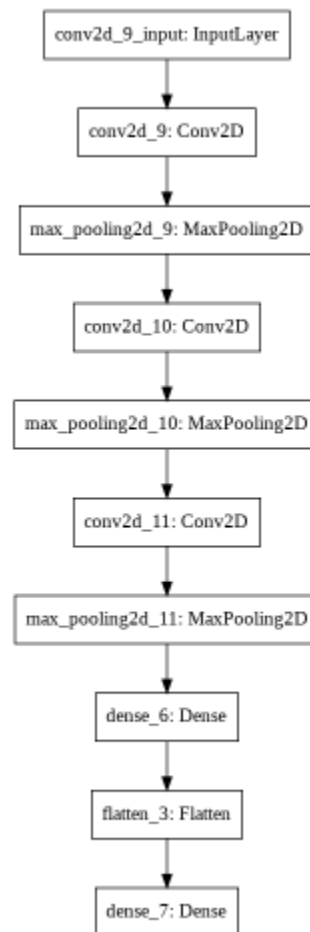 conv2d_9_input: InputLayer
conv2d_9: Conv2D
max_pooling2d_9: MaxPooling2D
conv2d_10: Conv2D
max_pooling2d_10: MaxPooling2D
conv2d_11: Conv2D
max_pooling2d_11: MaxPooling2D
dense_6: Dense
flatten_3: Flatten
dense_7: Dense